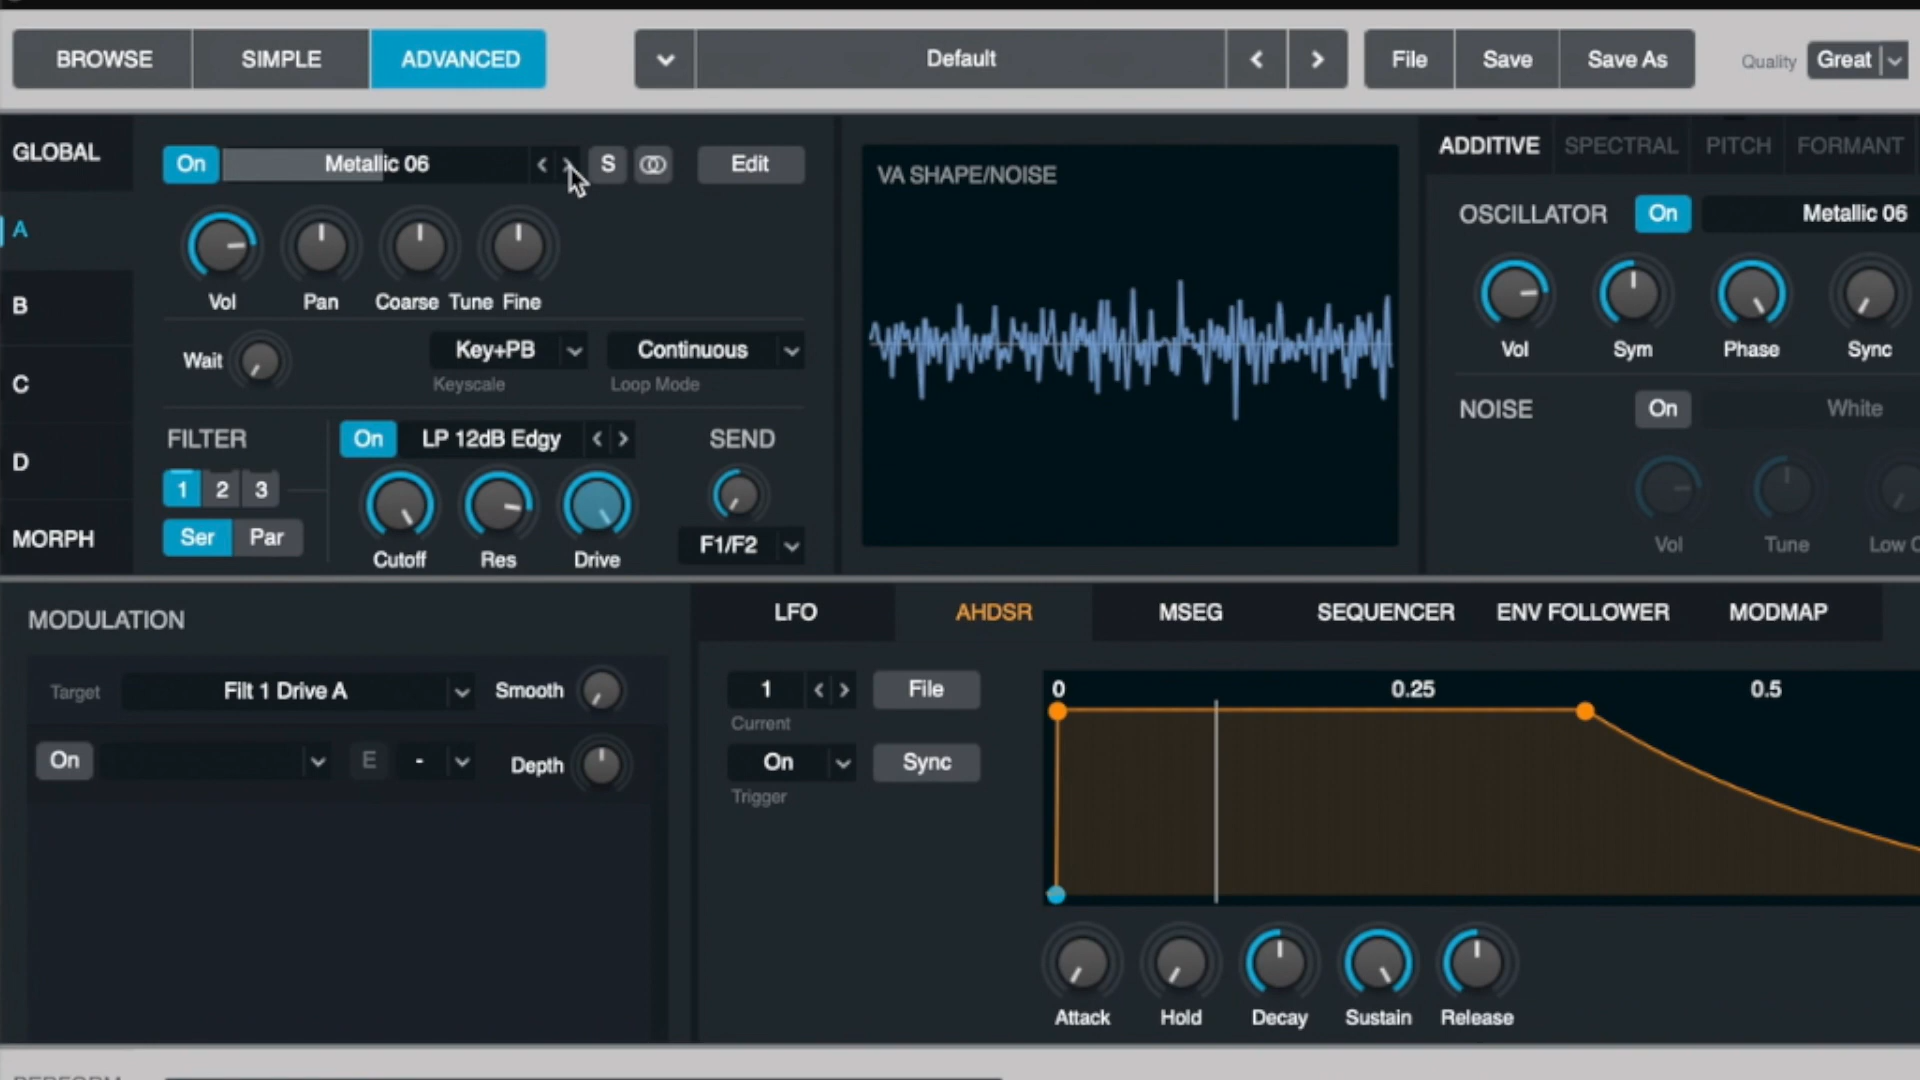 BROWSE SIMPLE ADVANCED Default File Save Save As Quality Great
GLOBAL
A
B
C
D
MORPH
On Metallic 06 S Edit
Vol Pan Coarse Tune Fine
Wait Key+PB Continuous
Keyscale Loop Mode
FILTER On LP 12dB Edgy SEND
1 2 3
Ser Par
Cutoff Res Drive F1/F2
VA SHAPE/NOISE
ADDITIVE SPECTRAL PITCH FORMANT
OSCILLATOR On Metallic 06
Vol Sym Phase Sync
NOISE On White
Vol Tune Low
MODULATION
Target Filt 1 Drive A Smooth
On E - Depth
LFO AHDSR MSEG SEQUENCER ENV FOLLOWER MODMAP
1 File
Current
On Sync
Trigger
0 0.25 0.5
Attack Hold Decay Sustain Release